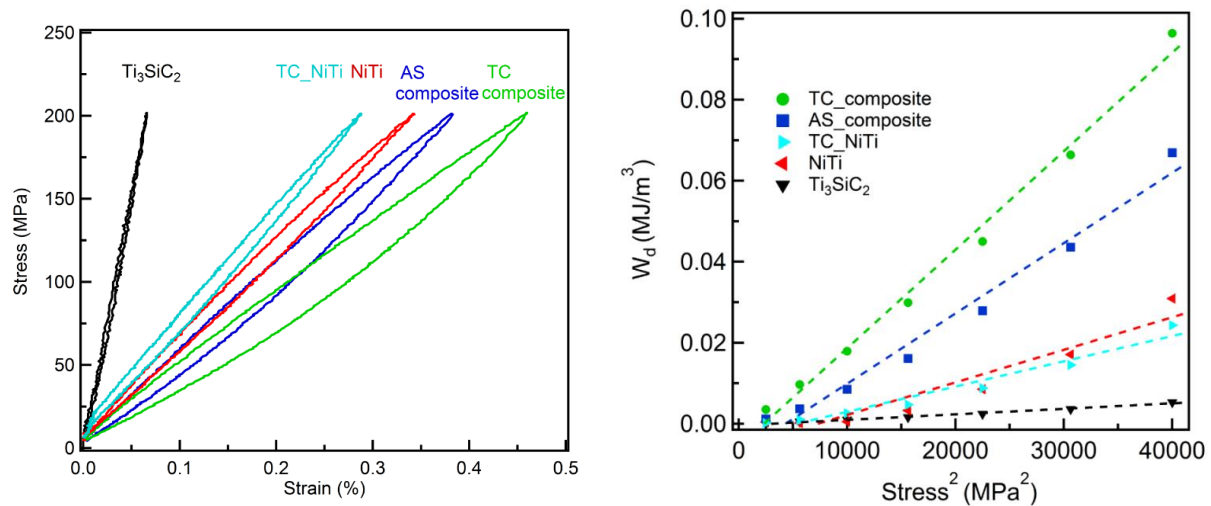 250
200
150
100
50
0
Stress (MPa)
Ti₃SiC₂
TC_NiTi
NiTi
AS
composite
TC
composite
0.0
0.1
0.2
0.3
0.4
0.5
Strain (%)
0.10
0.08
0.06
0.04
0.02
0.00
W_d (MJ/m³)
TC_composite
AS_composite
TC_NiTi
NiTi
Ti₃SiC₂
0
10000
20000
30000
40000
Stress² (MPa²)